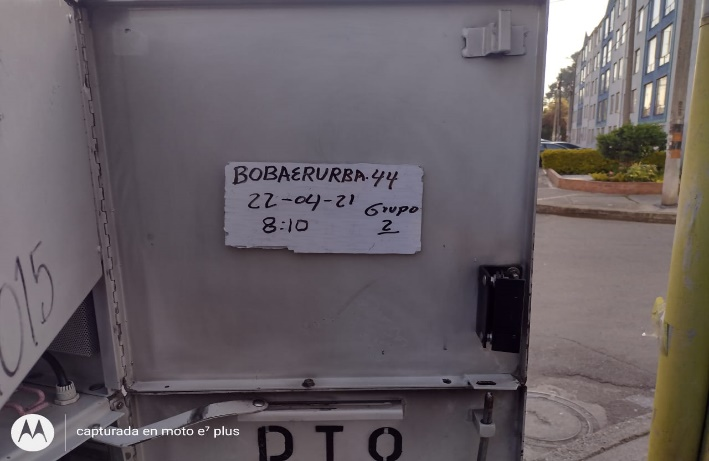 BOBAERURBA.44
22-04-21
Grupo
8:10
2
015
DTO
capturada en moto e⁷ plus